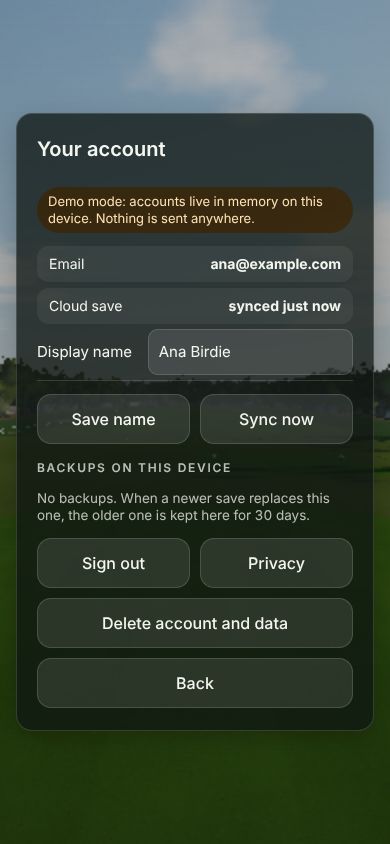 Your account
Demo mode: accounts live in memory on this
device. Nothing is sent anywhere.
Email ana@example.com
Cloud save synced just now
Display name Ana Birdie
Save name Sync now
BACKUPS ON THIS DEVICE
No backups. When a newer save replaces this
one, the older one is kept here for 30 days.
Sign out Privacy
Delete account and data
Back